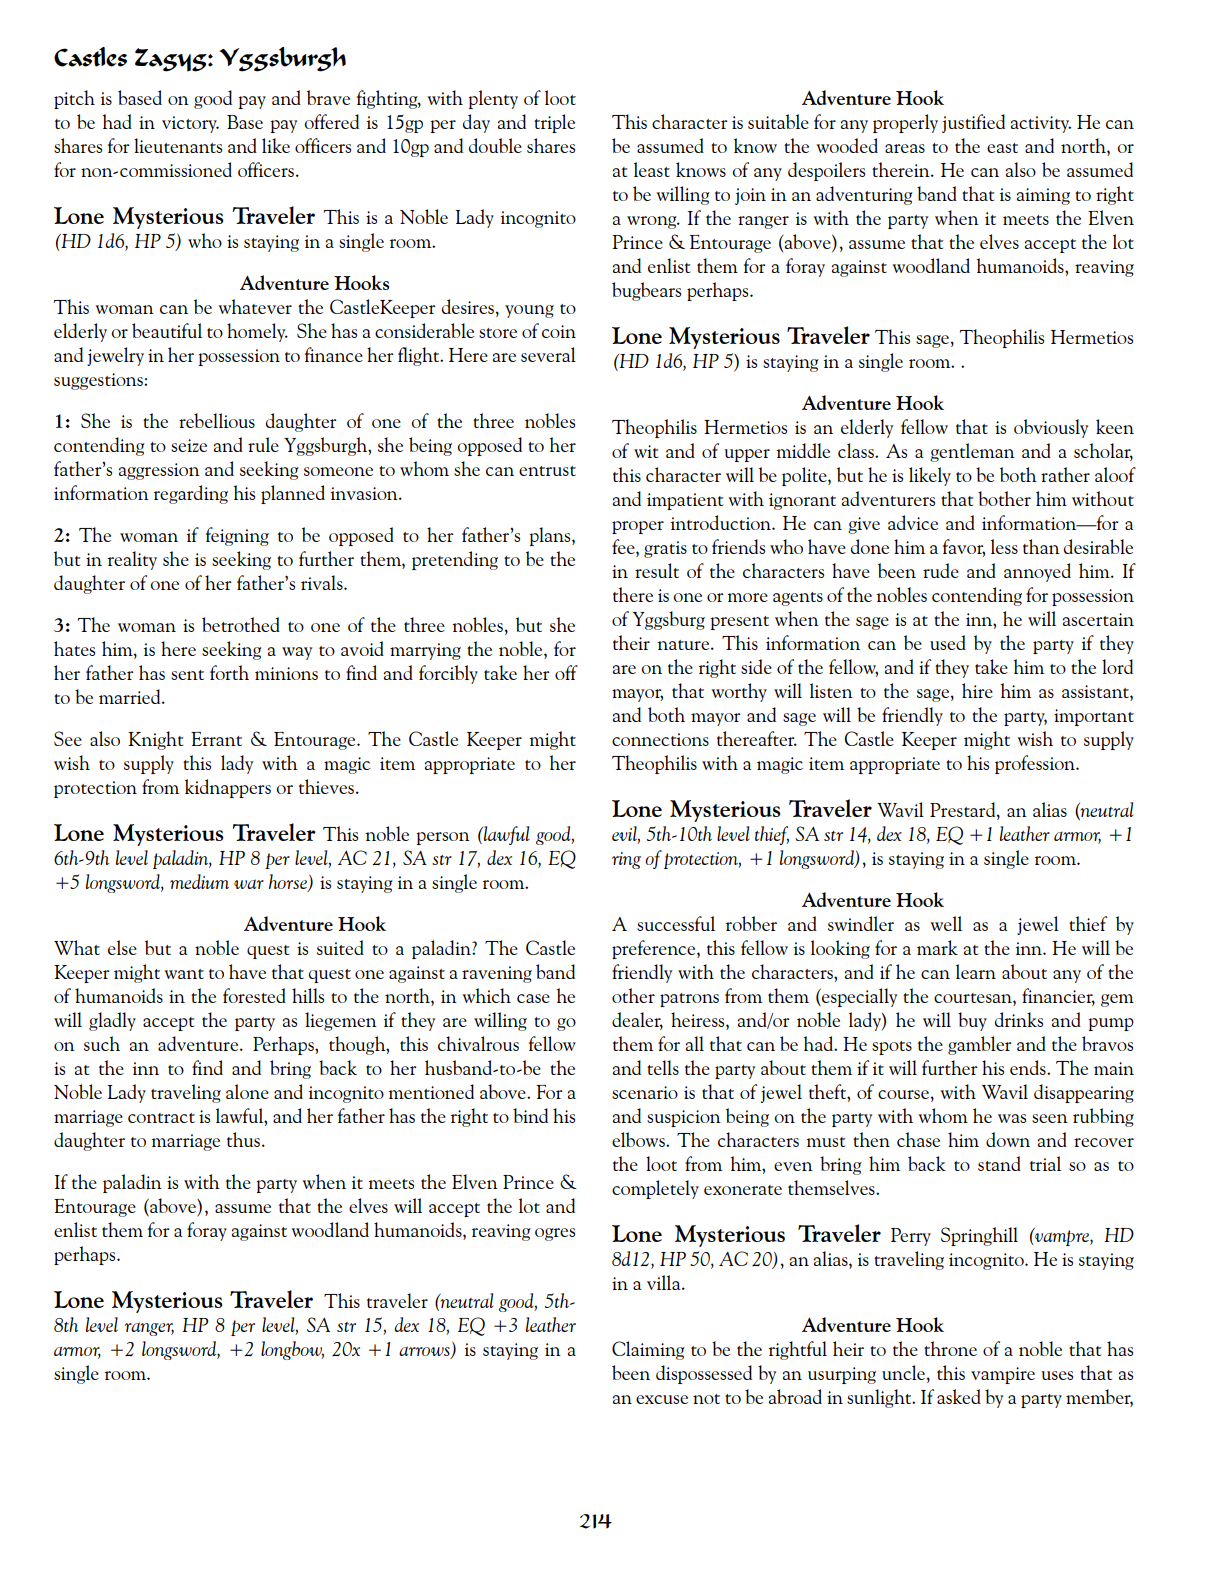 Castles Zagyg: Yggsburgh
pitch is based on good pay and brave fighting, with plenty of loot
to be had in victory. Base pay offered is 15gp per day and triple
shares for lieutenants and like officers and 10gp and double shares
for non-commissioned officers.
Lone Mysterious Traveler This is a Noble Lady incognito
(HD 1d6, HP 5) who is staying in a single room.
Adventure Hooks
This woman can be whatever the CastleKeeper desires, young to
elderly or beautiful to homely. She has a considerable store of coin
and jewelry in her possession to finance her flight. Here are several
suggestions:
1: She is the rebellious daughter of one of the three nobles
contending to seize and rule Yggsburgh, she being opposed to her
father's aggression and seeking someone to whom she can entrust
information regarding his planned invasion.
2: The woman if feigning to be opposed to her father's plans,
but in reality she is seeking to further them, pretending to be the
daughter of one of her father's rivals.
3: The woman is betrothed to one of the three nobles, but she
hates him, is here seeking a way to avoid marrying the noble, for
her father has sent forth minions to find and forcibly take her off
to be married.
See also Knight Errant & Entourage. The Castle Keeper might
wish to supply this lady with a magic item appropriate to her
protection from kidnappers or thieves.
Lone Mysterious Traveler This noble person (lawful good,
6th-9th level paladin, HP 8 per level, AC 21, SA str 17, dex 16, EQ
+5 longsword, medium war horse) is staying in a single room.
Adventure Hook
What else but a noble quest is suited to a paladin? The Castle
Keeper might want to have that quest one against a ravening band
of humanoids in the forested hills to the north, in which case he
will gladly accept the party as liegemen if they are willing to go
on such an adventure. Perhaps, though, this chivalrous fellow
is at the inn to find and bring back to her husband-to-be the
Noble Lady traveling alone and incognito mentioned above. For a
marriage contract is lawful, and her father has the right to bind his
daughter to marriage thus.
If the paladin is with the party when it meets the Elven Prince &
Entourage (above), assume that the elves will accept the lot and
enlist them for a foray against woodland humanoids, reaving ogres
perhaps.
Lone Mysterious Traveler This traveler (neutral good, 5th-
8th level ranger, HP 8 per level, SA str 15, dex 18, EQ +3 leather
armor, +2 longsword, +2 longbow, 20x +1 arrows) is staying in a
single room.
Adventure Hook
This character is suitable for any properly justified activity. He can
be assumed to know the wooded areas to the east and north, or
at least knows of any despoilers therein. He can also be assumed
to be willing to join in an adventuring band that is aiming to right
a wrong. If the ranger is with the party when it meets the Elven
Prince & Entourage (above), assume that the elves accept the lot
and enlist them for a foray against woodland humanoids, reaving
bugbears perhaps.
Lone Mysterious Traveler This sage, Theophilis Hermetios
(HD 1d6, HP 5) is staying in a single room. .
Adventure Hook
Theophilis Hermetios is an elderly fellow that is obviously keen
of wit and of upper middle class. As a gentleman and a scholar,
this character will be polite, but he is likely to be both rather aloof
and impatient with ignorant adventurers that bother him without
proper introduction. He can give advice and information—for a
fee, gratis to friends who have done him a favor, less than desirable
in result of the characters have been rude and annoyed him. If
there is one or more agents of the nobles contending for possession
of Yggsburg present when the sage is at the inn, he will ascertain
their nature. This information can be used by the party if they
are on the right side of the fellow, and if they take him to the lord
mayor, that worthy will listen to the sage, hire him as assistant,
and both mayor and sage will be friendly to the party, important
connections thereafter. The Castle Keeper might wish to supply
Theophilis with a magic item appropriate to his profession.
Lone Mysterious Traveler Wavil Prestard, an alias (neutral
evil, 5th-10th level thief, SA str 14, dex 18, EQ +1 leather armor, +1
ring of protection, +1 longsword), is staying in a single room.
Adventure Hook
A successful robber and swindler as well as a jewel thief by
preference, this fellow is looking for a mark at the inn. He will be
friendly with the characters, and if he can learn about any of the
other patrons from them (especially the courtesan, financier, gem
dealer, heiress, and/or noble lady) he will buy drinks and pump
them for all that can be had. He spots the gambler and the bravos
and tells the party about them if it will further his ends. The main
scenario is that of jewel theft, of course, with Wavil disappearing
and suspicion being on the party with whom he was seen rubbing
elbows. The characters must then chase him down and recover
the loot from him, even bring him back to stand trial so as to
completely exonerate themselves.
Lone Mysterious Traveler Perry Springhill (vampre, HD
8d12, HP 50, AC 20), an alias, is traveling incognito. He is staying
in a villa.
Adventure Hook
Claiming to be the rightful heir to the throne of a noble that has
been dispossessed by an usurping uncle, this vampire uses that as
an excuse not to be abroad in sunlight. If asked by a party member,
214